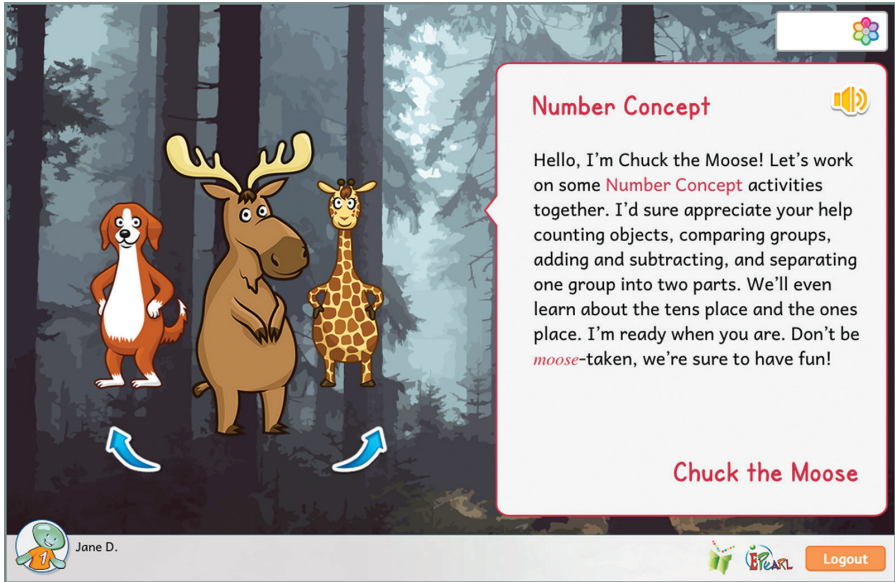 Number Concept
Hello, I'm Chuck the Moose! Let's work
on some Number Concept activities
together. I'd sure appreciate your help
counting objects, comparing groups,
adding and subtracting, and separating
one group into two parts. We'll even
learn about the tens place and the ones
place. I'm ready when you are. Don't be
moose-taken, we're sure to have fun!
Chuck the Moose
1
Jane D.
EPEARL
Logout